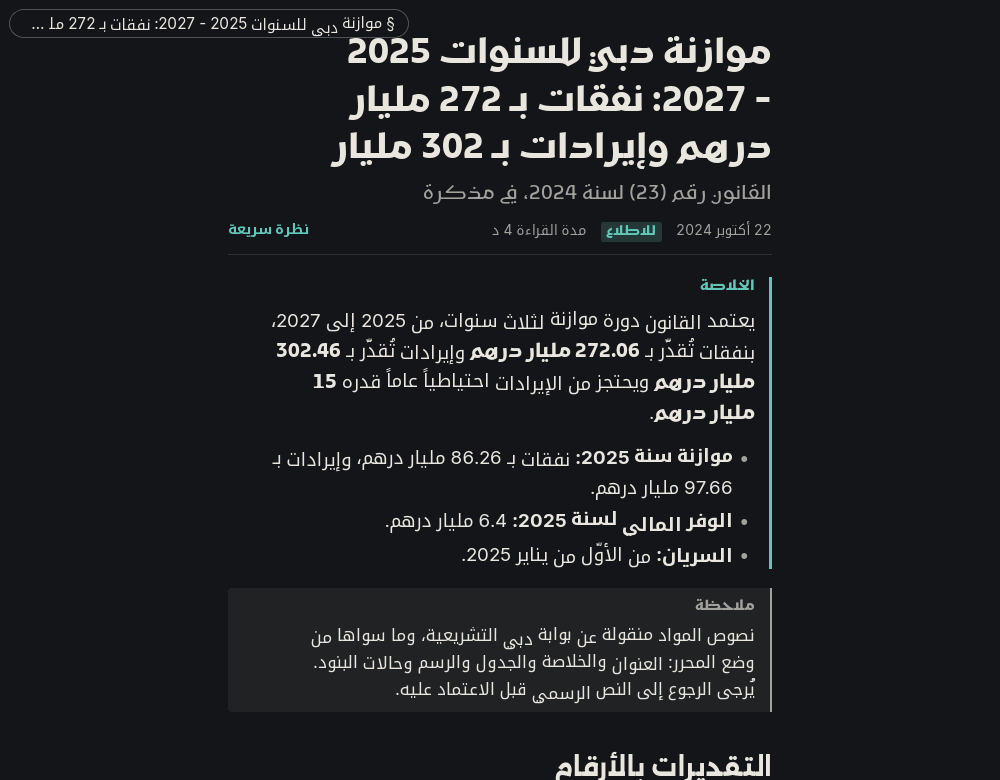 § موازنة دبي للسنوات 2025 - 2027: نفقات بـ 272 ملـ ...
موازنة دبي للسنوات 2025
- 2027: نفقات بـ 272 مليار
درهم وإيرادات بـ 302 مليار
القانون رقم (23) لسنة 2024، في مذكرة
22 أكتوبر 2024 للاطلاع مدة القراءة 4 د نظرة سريعة
الخلاصة
يعتمد القانون دورة موازنة لثلاث سنوات، من 2025 إلى 2027،
بنفقات تُقدّر بـ 272.06 مليار درهم وإيرادات تُقدّر بـ 302.46
مليار درهم ويحتجز من الإيرادات احتياطياً عاماً قدره 15
مليار درهم.
• موازنة سنة 2025: نفقات بـ 86.26 مليار درهم، وإيرادات بـ
97.66 مليار درهم.
• الوفر المالي لسنة 2025: 6.4 مليار درهم.
• السريان: من الأوّل من يناير 2025.
ملاحظة
نصوص المواد منقولة عن بوابة دبي التشريعية، وما سواها من
وضع المحرر: العنوان والخلاصة والجدول والرسم وحالات البنود.
يُرجى الرجوع إلى النص الرسمي قبل الاعتماد عليه.
التقديرات بالأرقام